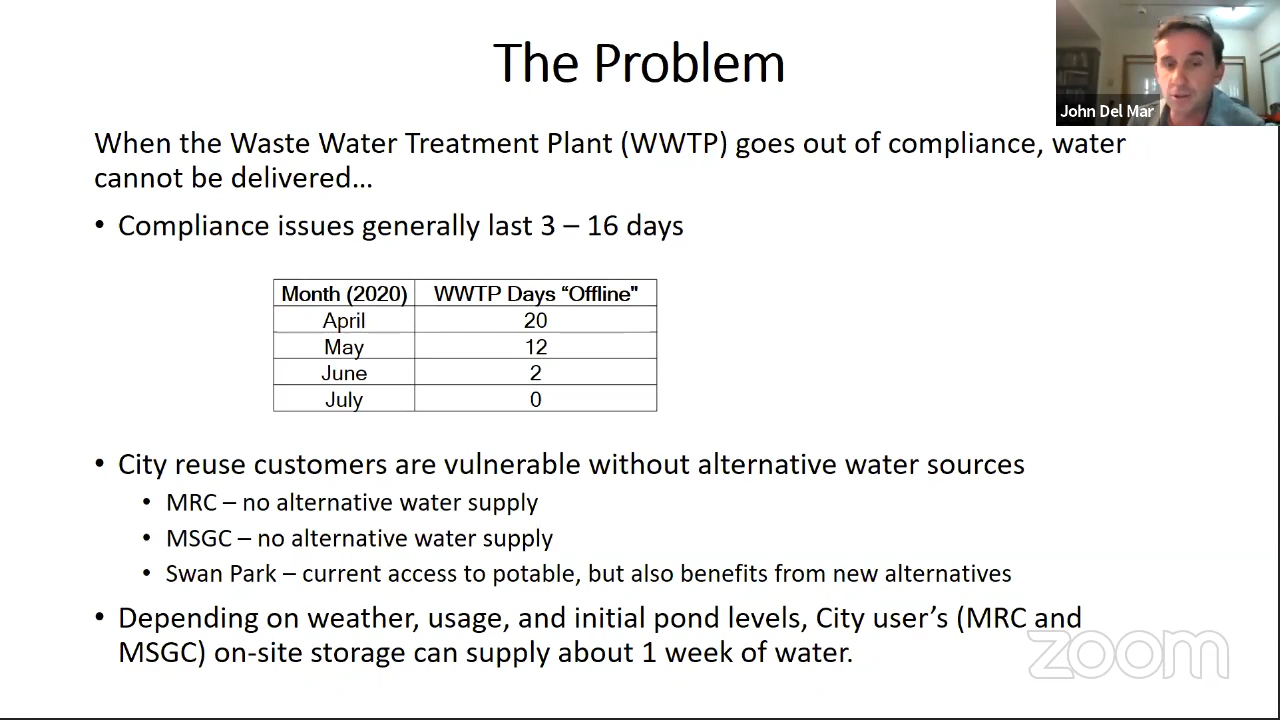 The Problem
John Del Mar
When the Waste Water Treatment Plant (WWTP) goes out of compliance, water
cannot be delivered…
• Compliance issues generally last 3 – 16 days
Month (2020) WWTP Days “Offline"
April 20
May 12
June 2
July 0
• City reuse customers are vulnerable without alternative water sources
• MRC – no alternative water supply
• MSGC – no alternative water supply
• Swan Park – current access to potable, but also benefits from new alternatives
• Depending on weather, usage, and initial pond levels, City user’s (MRC and
MSGC) on-site storage can supply about 1 week of water.
zoom